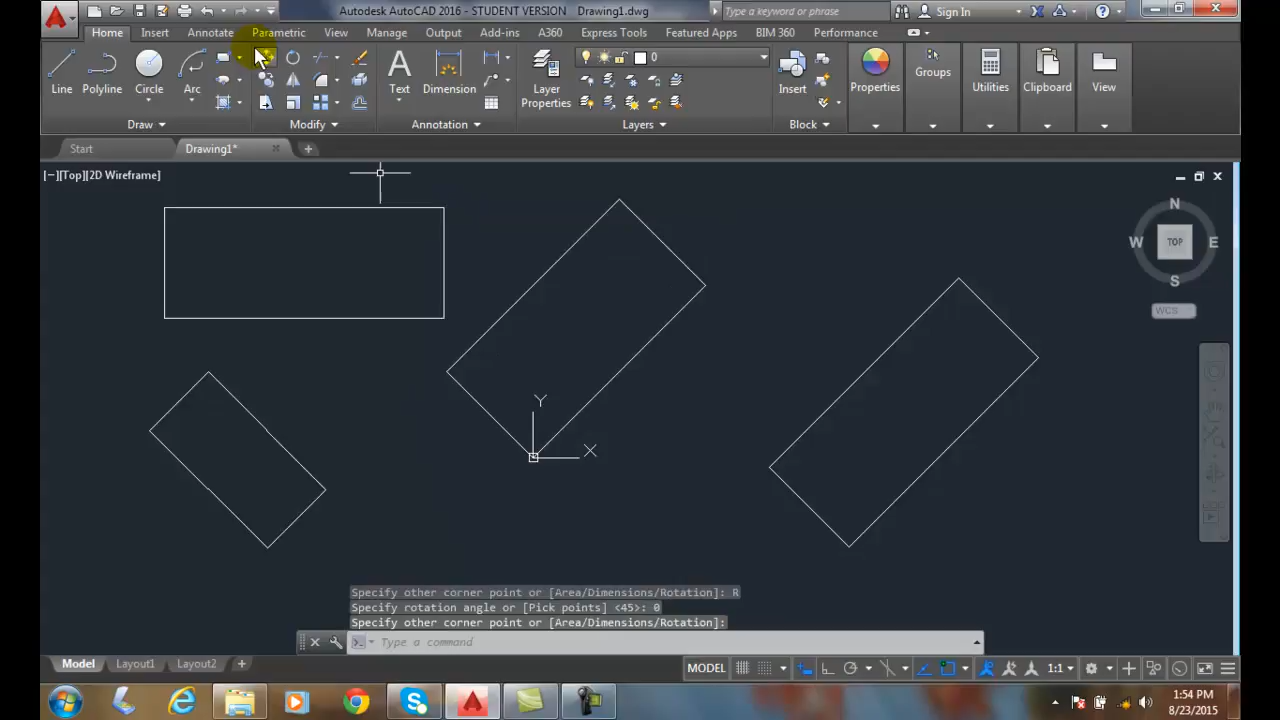 Autodesk AutoCAD 2016 - STUDENT VERSION Drawing1.dwg
Type a keyword or phrase
Sign In
Home Insert Annotate Parametric View Manage Output Add-ins A360 Express Tools Featured Apps BIM 360 Performance
Line Polyline Circle Arc Text Dimension Layer Properties 0 Insert Properties Groups Utilities Clipboard View
Draw Modify Annotation Layers Block
Start Drawing1*
[−][Top][2D Wireframe]
N
W TOP E
S
WCS
Y
X
Specify other corner point or [Area/Dimensions/Rotation]: R
Specify rotation angle or [Pick points] <45>: 0
Specify other corner point or [Area/Dimensions/Rotation]:
Type a command
Model Layout1 Layout2
MODEL 1:1
1:54 PM
8/23/2015